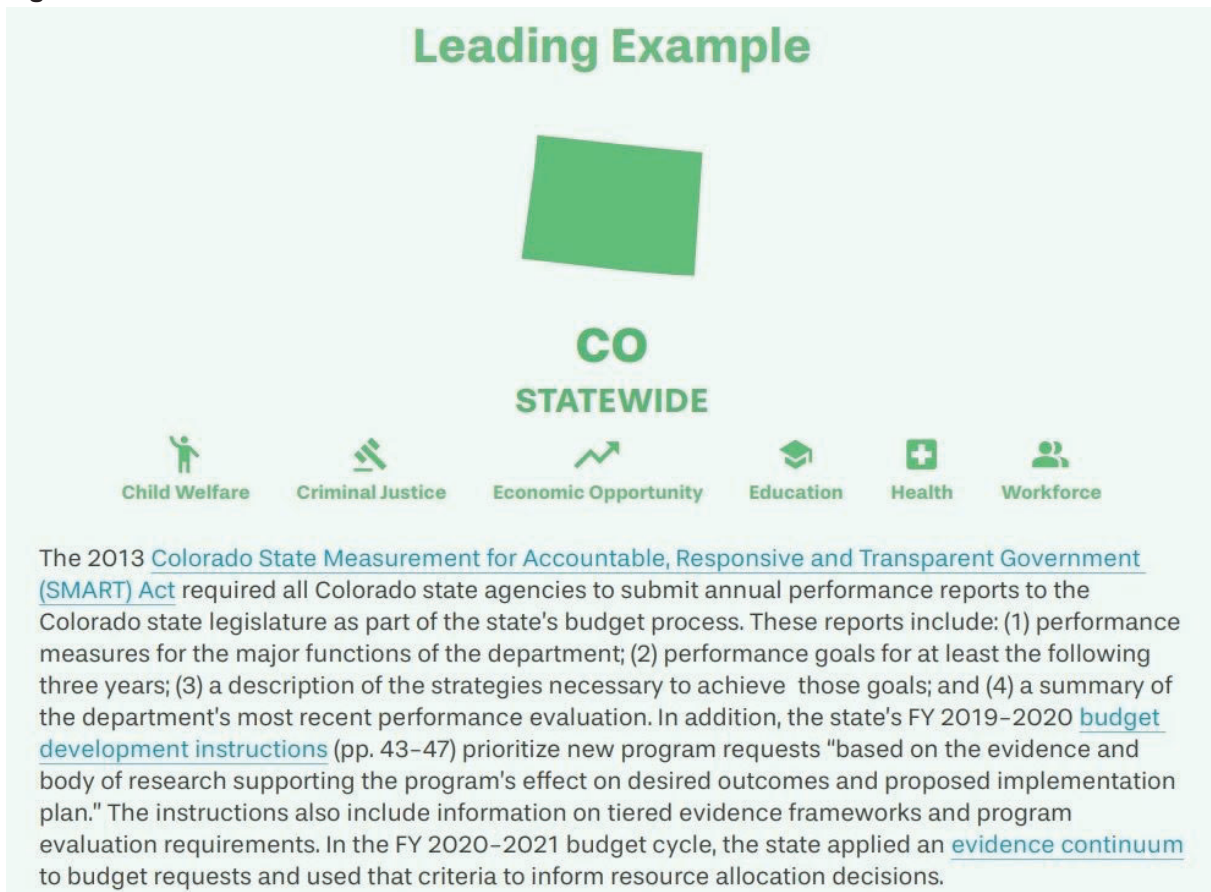 Leading Example
CO
STATEWIDE
Child Welfare Criminal Justice Economic Opportunity Education Health Workforce
The 2013 Colorado State Measurement for Accountable, Responsive and Transparent Government
(SMART) Act required all Colorado state agencies to submit annual performance reports to the
Colorado state legislature as part of the state’s budget process. These reports include: (1) performance
measures for the major functions of the department; (2) performance goals for at least the following
three years; (3) a description of the strategies necessary to achieve those goals; and (4) a summary of
the department’s most recent performance evaluation. In addition, the state’s FY 2019–2020 budget
development instructions (pp. 43–47) prioritize new program requests “based on the evidence and
body of research supporting the program’s effect on desired outcomes and proposed implementation
plan.” The instructions also include information on tiered evidence frameworks and program
evaluation requirements. In the FY 2020–2021 budget cycle, the state applied an evidence continuum
to budget requests and used that criteria to inform resource allocation decisions.